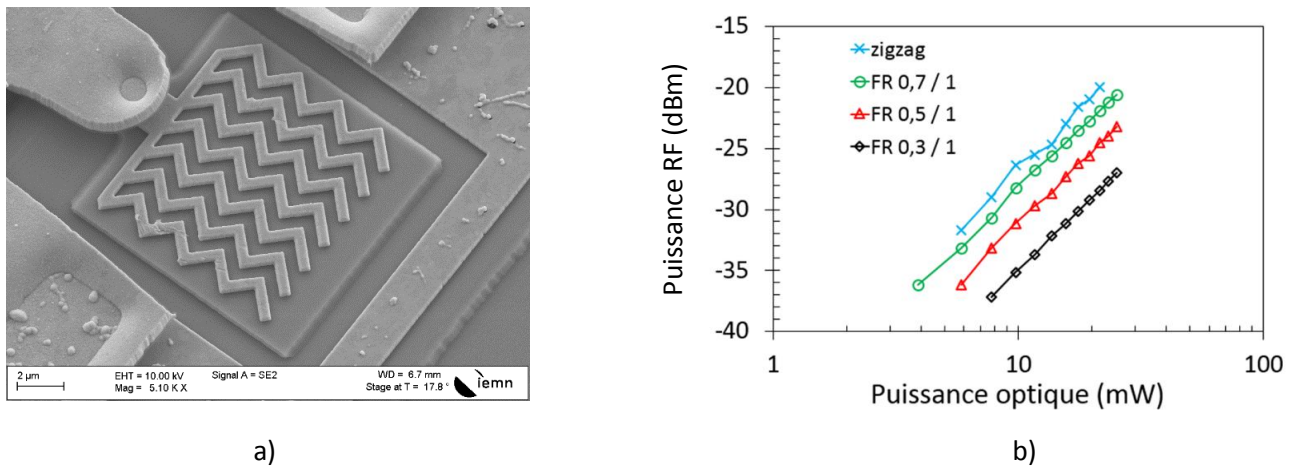 2 µm
EHT = 10.00 kV
Mag = 5.10 K X
Signal A = SE2
WD = 6.7 mm
Stage at T = 17.8 °
iemn
a)
-15
-20
-25
-30
-35
-40
Puissance RF (dBm)
zigzag
FR 0,7 / 1
FR 0,5 / 1
FR 0,3 / 1
1
10
100
Puissance optique (mW)
b)